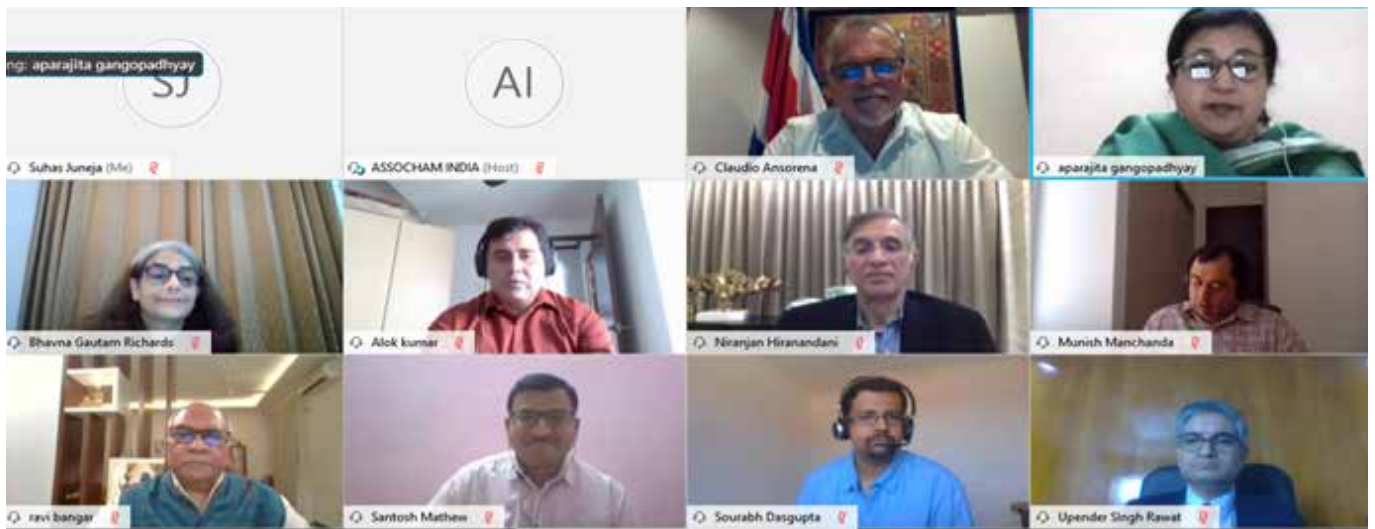 ng: aparajita gangopadhyay
SJ
AI
Suhas Juneja (Me)
ASSOCHAM INDIA (Host)
Claudio Ansorena
aparajita gangopadhyay
Bhavna Gautam Richards
Alok kumar
Niranjan Hiranandani
Munish Manchanda
ravi bangar
Santosh Mathew
Sourabh Dasgupta
Upender Singh Rawat